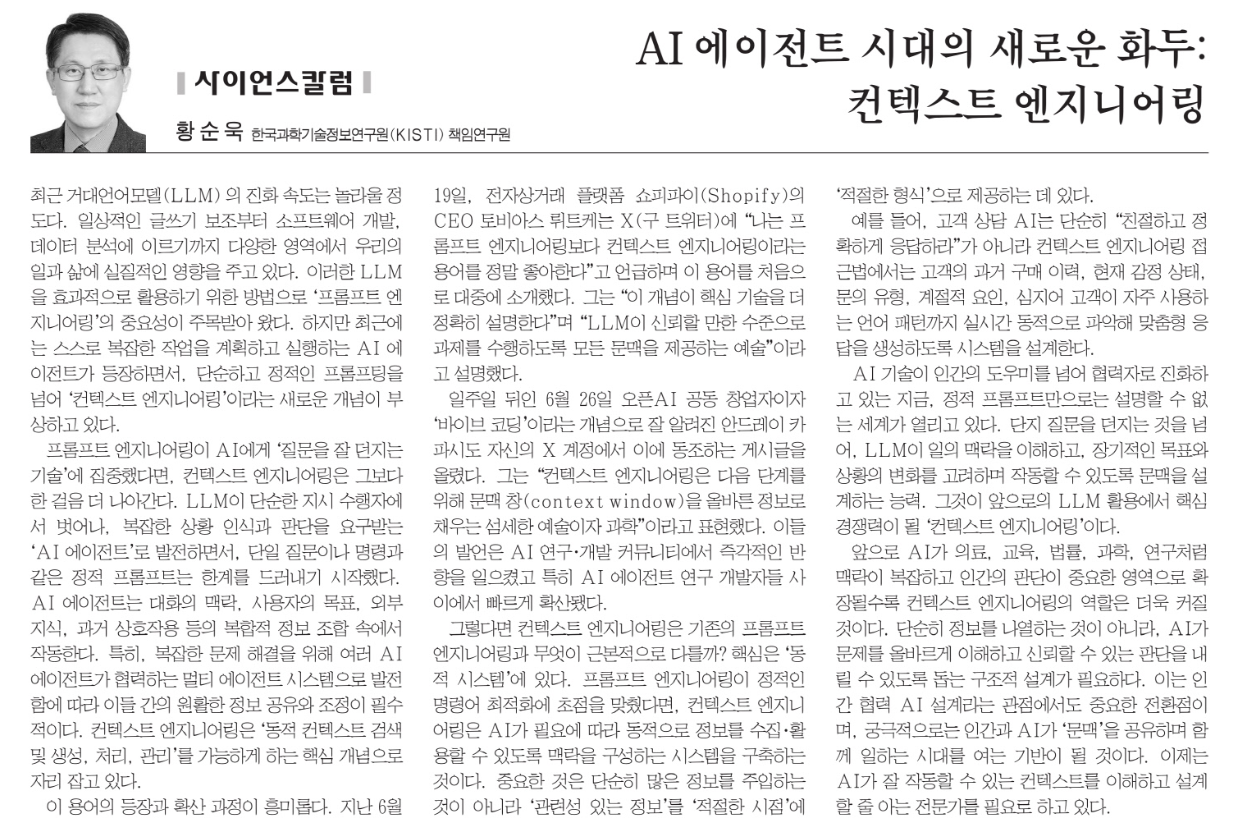 AI 에이전트 시대의 새로운 화두:
컨텍스트 엔지니어링
사이언스칼럼
황순욱 한국과학기술정보연구원(KISTI) 책임연구원
최근 거대언어모델(LLM) 의 진화 속도는 놀라울 정
도다. 일상적인 글쓰기 보조부터 소프트웨어 개발,
데이터 분석에 이르기까지 다양한 영역에서 우리의
일과 삶에 실질적인 영향을 주고 있다. 이러한 LLM
을 효과적으로 활용하기 위한 방법으로 ‘프롬프트 엔
지니어링’의 중요성이 주목받아 왔다. 하지만 최근에
는 스스로 복잡한 작업을 계획하고 실행하는 AI 에
이전트가 등장하면서, 단순하고 정적인 프롬프팅을
넘어 ‘컨텍스트 엔지니어링’이라는 새로운 개념이 부
상하고 있다.
프롬프트 엔지니어링이 AI에게 ‘질문을 잘 던지는
기술’에 집중했다면, 컨텍스트 엔지니어링은 그보다
한 걸음 더 나아간다. LLM이 단순한 지시 수행자에
서 벗어나, 복잡한 상황 인식과 판단을 요구받는
‘AI 에이전트’로 발전하면서, 단일 질문이나 명령과
같은 정적 프롬프트는 한계를 드러내기 시작했다.
AI 에이전트는 대화의 맥락, 사용자의 목표, 외부
지식, 과거 상호작용 등의 복합적 정보 조합 속에서
작동한다. 특히, 복잡한 문제 해결을 위해 여러 AI
에이전트가 협력하는 멀티 에이전트 시스템으로 발전
함에 따라 이들 간의 원활한 정보 공유와 조정이 필수
적이다. 컨텍스트 엔지니어링은 ‘동적 컨텍스트 검색
및 생성, 처리, 관리’를 가능하게 하는 핵심 개념으로
자리 잡고 있다.
이 용어의 등장과 확산 과정이 흥미롭다. 지난 6월
19일, 전자상거래 플랫폼 쇼피파이(Shopify)의
CEO 토비아스 뤼트케는 X(구 트위터)에 “나는 프
롬프트 엔지니어링보다 컨텍스트 엔지니어링이라는
용어를 정말 좋아한다”고 언급하며 이 용어를 처음으
로 대중에 소개했다. 그는 “이 개념이 핵심 기술을 더
정확히 설명한다”며 “LLM이 신뢰할 만한 수준으로
과제를 수행하도록 모든 문맥을 제공하는 예술”이라
고 설명했다.
일주일 뒤인 6월 26일 오픈AI 공동 창업자이자
‘바이브 코딩’이라는 개념으로 잘 알려진 안드레이 카
파시도 자신의 X 계정에서 이에 동조하는 게시글을
올렸다. 그는 “컨텍스트 엔지니어링은 다음 단계를
위해 문맥 창(context window)을 올바른 정보로
채우는 섬세한 예술이자 과학”이라고 표현했다. 이들
의 발언은 AI 연구·개발 커뮤니티에서 즉각적인 반
향을 일으켰고 특히 AI 에이전트 연구 개발자들 사
이에서 빠르게 확산됐다.
그렇다면 컨텍스트 엔지니어링은 기존의 프롬프트
엔지니어링과 무엇이 근본적으로 다를까? 핵심은 ‘동
적 시스템’에 있다. 프롬프트 엔지니어링이 정적인
명령어 최적화에 초점을 맞췄다면, 컨텍스트 엔지니
어링은 AI가 필요에 따라 동적으로 정보를 수집·활
용할 수 있도록 맥락을 구성하는 시스템을 구축하는
것이다. 중요한 것은 단순히 많은 정보를 주입하는
것이 아니라 ‘관련성 있는 정보’를 ‘적절한 시점’에
‘적절한 형식’으로 제공하는 데 있다.
예를 들어, 고객 상담 AI는 단순히 “친절하고 정
확하게 응답하라”가 아니라 컨텍스트 엔지니어링 접
근법에서는 고객의 과거 구매 이력, 현재 감정 상태,
문의 유형, 계절적 요인, 심지어 고객이 자주 사용하
는 언어 패턴까지 실시간 동적으로 파악해 맞춤형 응
답을 생성하도록 시스템을 설계한다.
AI 기술이 인간의 도우미를 넘어 협력자로 진화하
고 있는 지금, 정적 프롬프트만으로는 설명할 수 없
는 세계가 열리고 있다. 단지 질문을 던지는 것을 넘
어, LLM이 일의 맥락을 이해하고, 장기적인 목표와
상황의 변화를 고려하며 작동할 수 있도록 문맥을 설
계하는 능력. 그것이 앞으로의 LLM 활용에서 핵심
경쟁력이 될 ‘컨텍스트 엔지니어링’이다.
앞으로 AI가 의료, 교육, 법률, 과학, 연구처럼
맥락이 복잡하고 인간의 판단이 중요한 영역으로 확
장될수록 컨텍스트 엔지니어링의 역할은 더욱 커질
것이다. 단순히 정보를 나열하는 것이 아니라, AI가
문제를 올바르게 이해하고 신뢰할 수 있는 판단을 내
릴 수 있도록 돕는 구조적 설계가 필요하다. 이는 인
간 협력 AI 설계라는 관점에서도 중요한 전환점이
며, 궁극적으로는 인간과 AI가 ‘문맥’을 공유하며 함
께 일하는 시대를 여는 기반이 될 것이다. 이제는
AI가 잘 작동할 수 있는 컨텍스트를 이해하고 설계
할 줄 아는 전문가를 필요로 하고 있다.